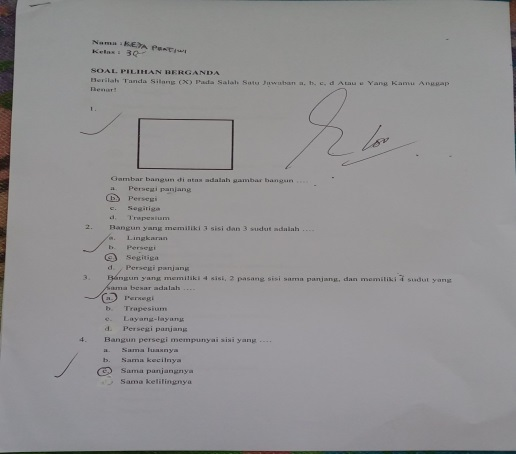 Nama :
Kelas : 3C
SOAL PILIHAN BERGANDA
Berilah Tanda Silang (X) Pada Salah Satu Jawaban a, b, c, d Atau e Yang Kamu Anggap
Benar!
1.
100
Gambar bangun di atas adalah gambar bangun ....
a. Persegi panjang
b. Persegi
c. Segitiga
d. Trapesium
2. Bangun yang memiliki 3 sisi dan 3 sudut adalah ....
a. Lingkaran
b. Persegi
c. Segitiga
d. Persegi panjang
3. Bangun yang memiliki 4 sisi, 2 pasang sisi sama panjang, dan memiliki 4 sudut yang
sama besar adalah ....
a. Persegi
b. Trapesium
c. Layang-layang
d. Persegi panjang
4. Bangun persegi mempunyai sisi yang ....
a. Sama luasnya
b. Sama kecilnya
c. Sama panjangnya
Sama kelilingnya